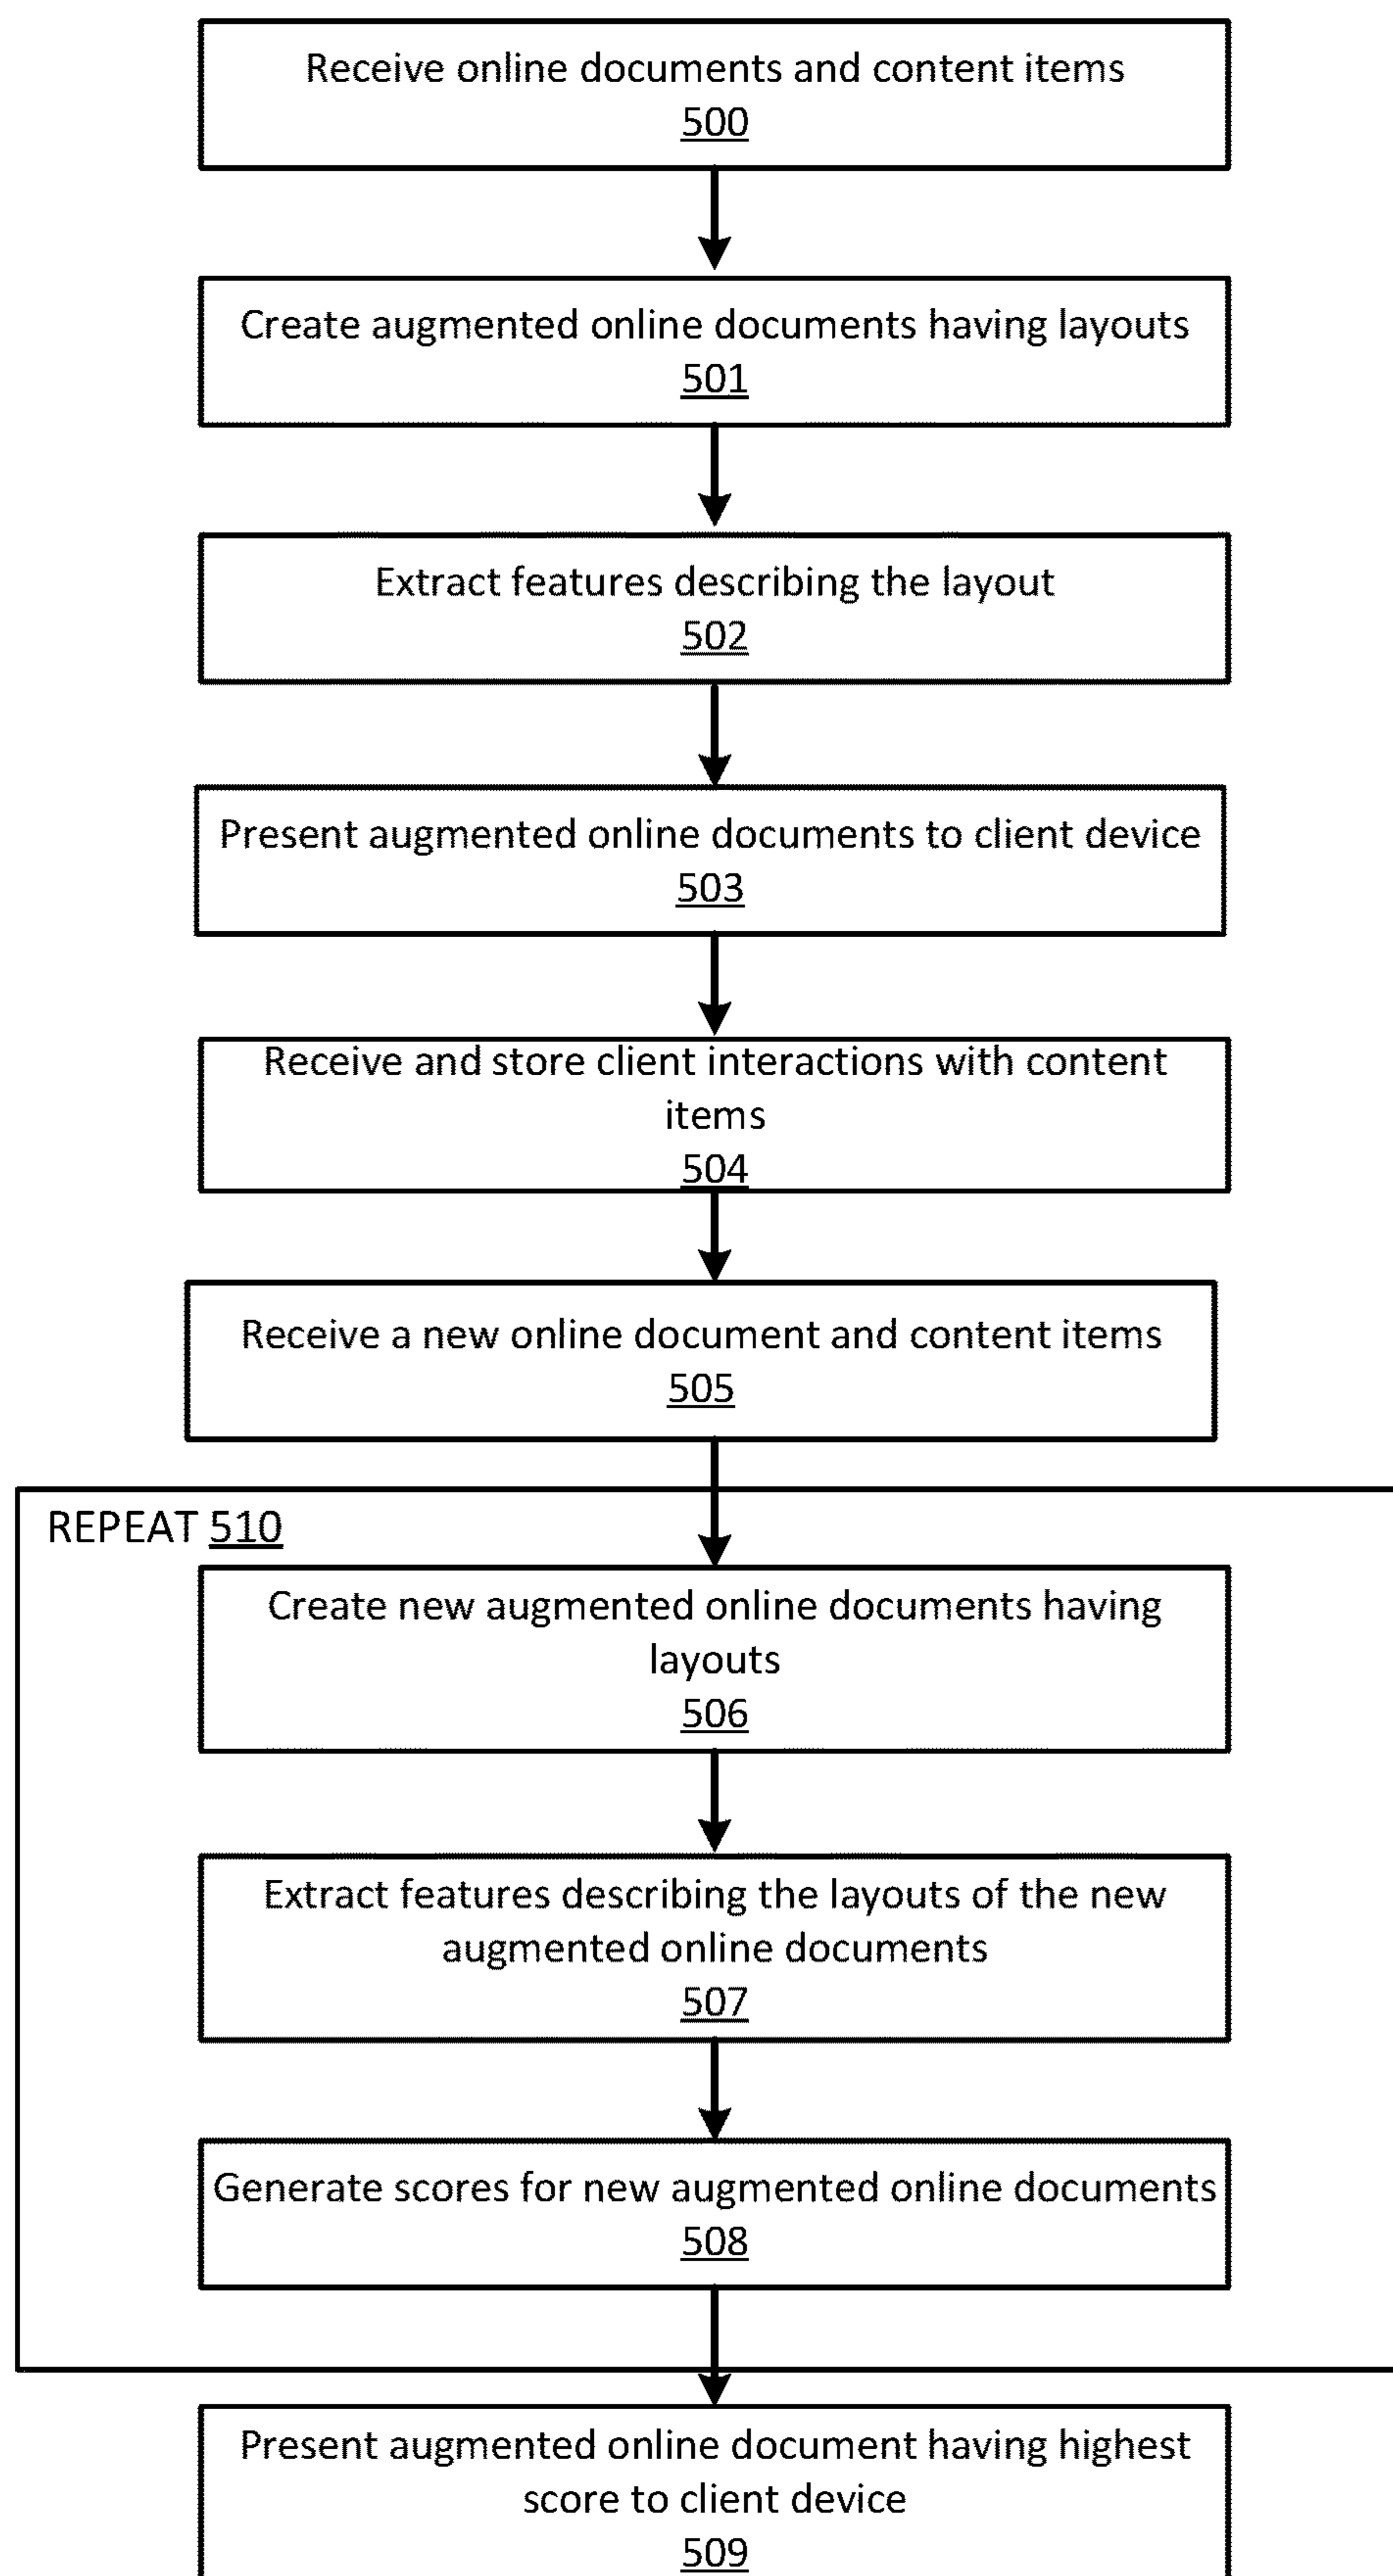 Receive online documents and content items
500
Create augmented online documents having layouts
501
Extract features describing the layout
502
Present augmented online documents to client device
503
Receive and store client interactions with content
items
504
Receive a new online document and content items
505
REPEAT 510
Create new augmented online documents having
layouts
506
Extract features describing the layouts of the new
augmented online documents
507
Generate scores for new augmented online documents
508
Present augmented online document having highest
score to client device
509